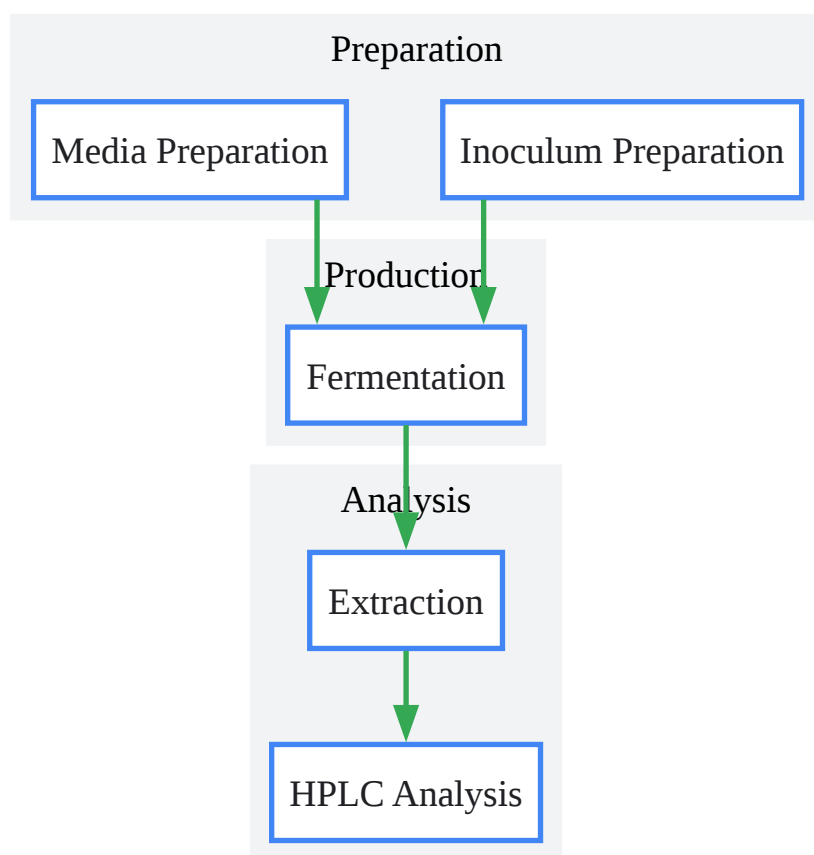 Preparation
Media Preparation
Inoculum Preparation
Production
Fermentation
Analysis
Extraction
HPLC Analysis